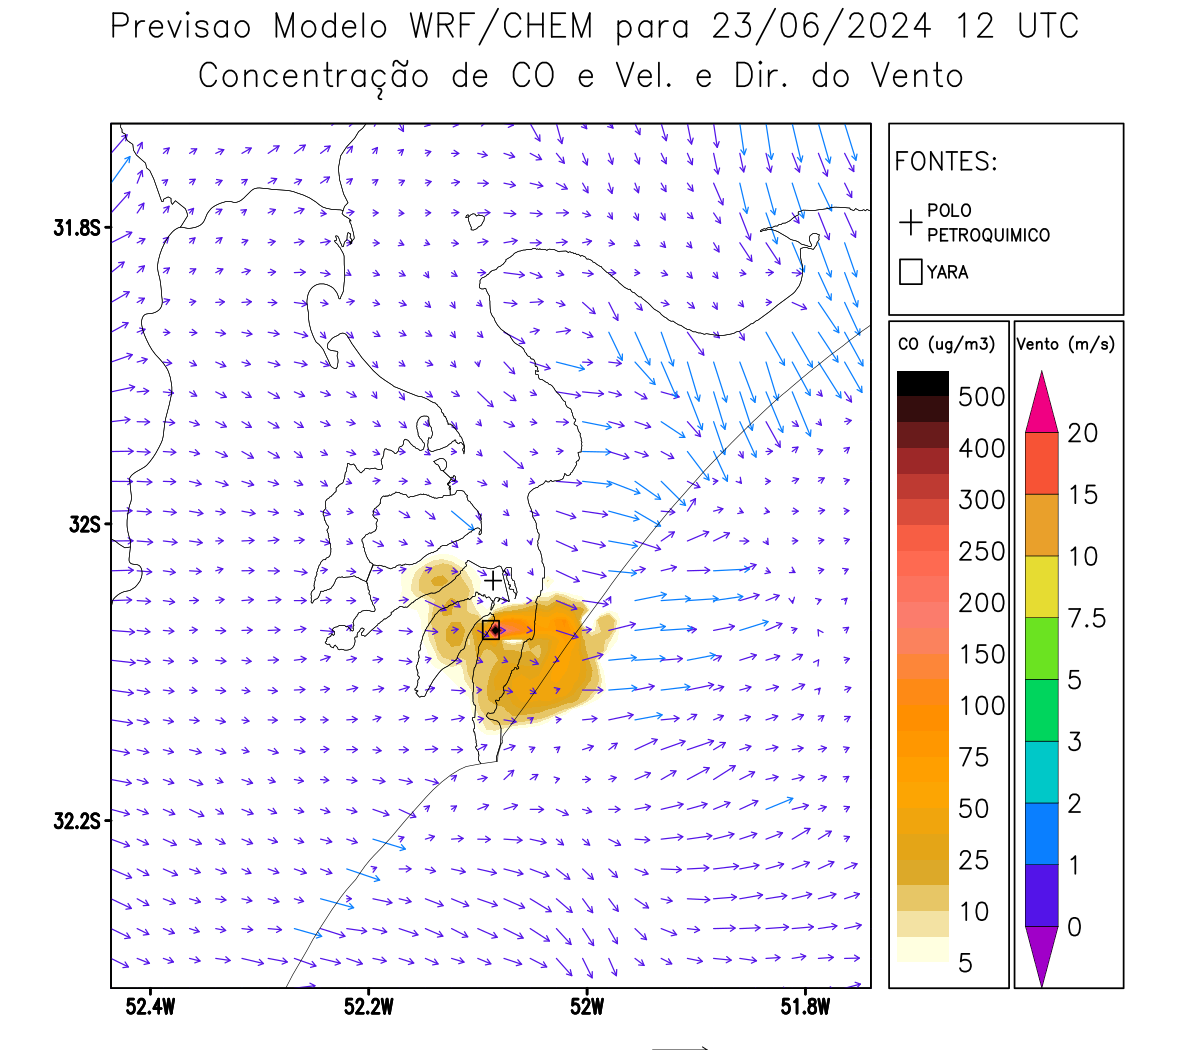 Previsao Modelo WRF/CHEM para 23/06/2024 12 UTC
Concentração de CO e Vel. e Dir. do Vento
FONTES:
POLO
PETROQUIMICO
YARA
31.8S
32S
32.2S
52.4W
52.2W
52W
51.8W
CO (ug/m3)
500
400
300
250
200
150
100
75
50
25
10
5
Vento (m/s)
20
15
10
7.5
5
3
2
1
0